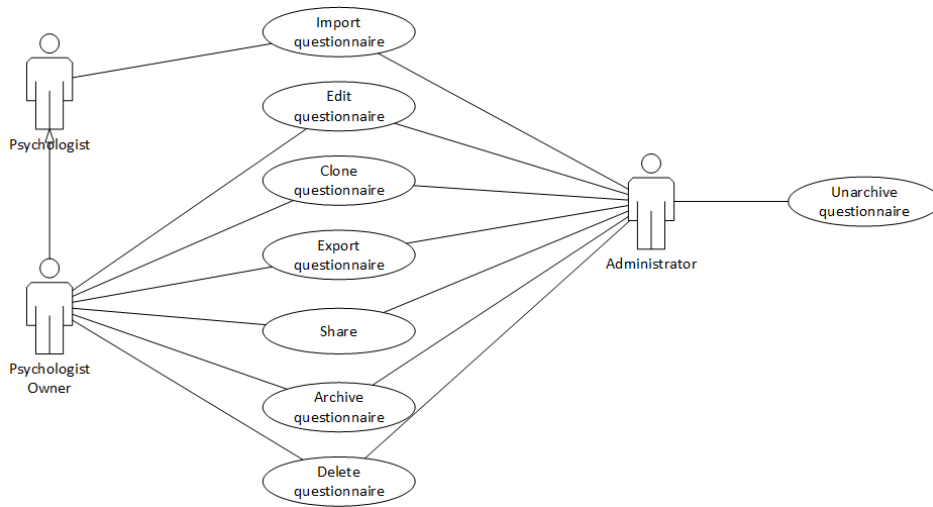 Import
questionnaire
Psychologist
Edit
questionnaire
Clone
questionnaire
Unarchive
questionnaire
Export
questionnaire
Administrator
Share
Psychologist
Owner
Archive
questionnaire
Delete
questionnaire